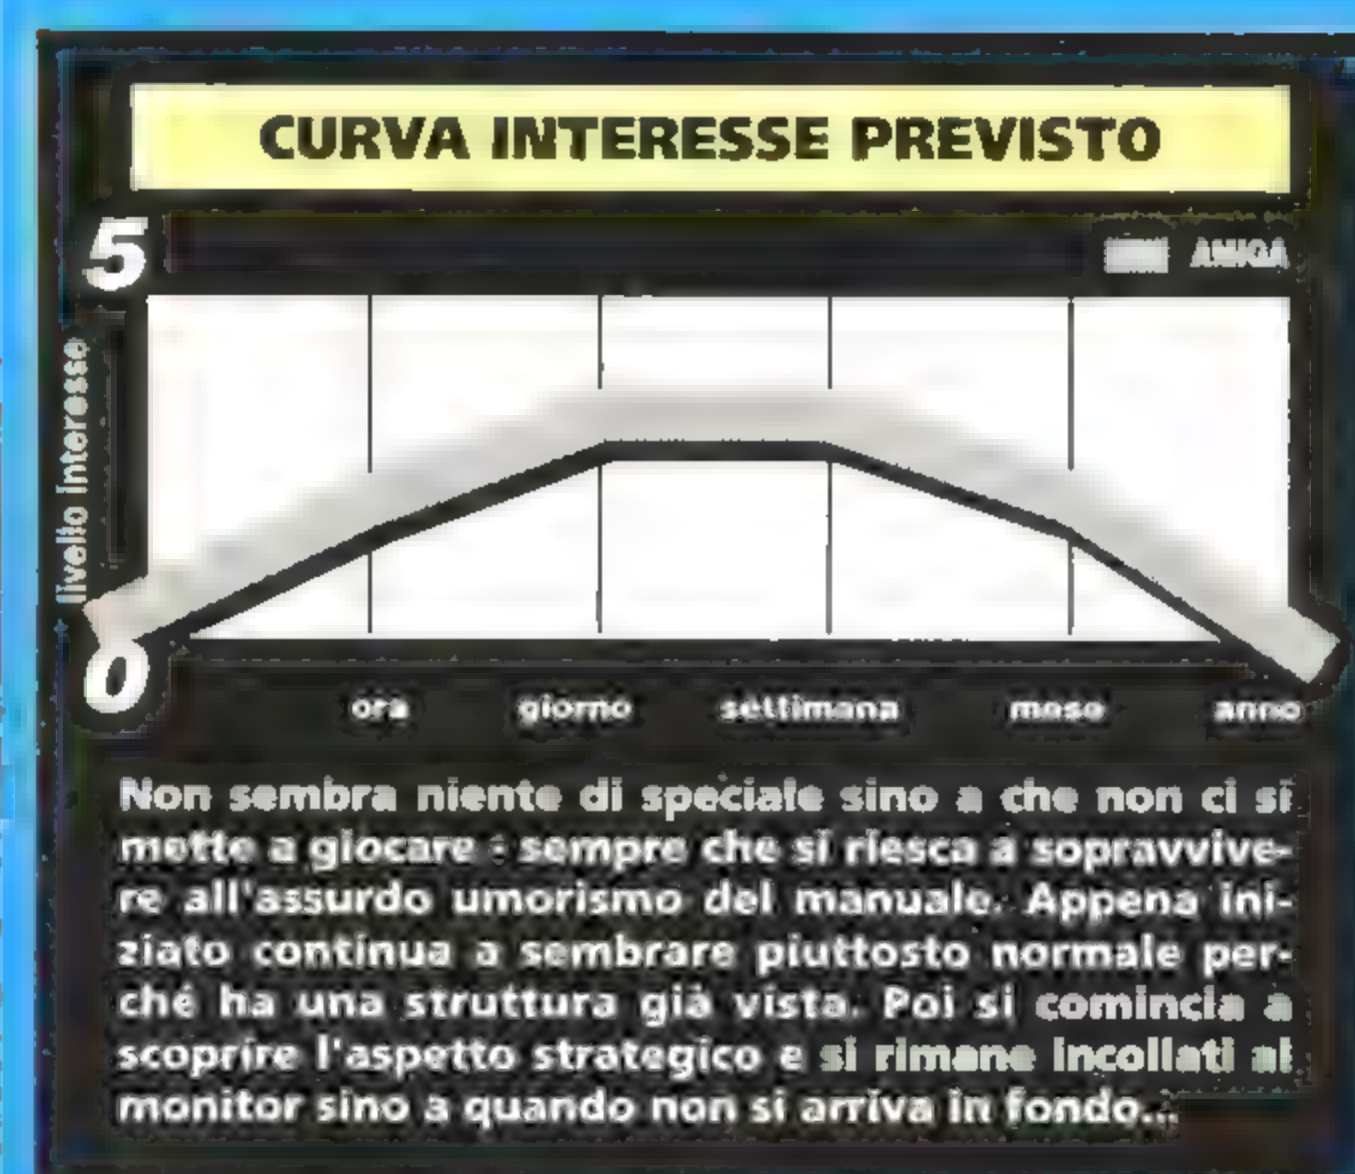 CURVA INTERESSE PREVISTO
5
AMIGA
livello interesse
0
ora giorno settimana mese anno
Non sembra niente di speciale sino a che non ci si
mette a giocare - sempre che si riesca a sopravvive-
re all'assurdo umorismo del manuale. Appena ini-
ziato continua a sembrare piuttosto normale per-
ché ha una struttura già vista. Poi si comincia a
scoprire l'aspetto strategico e si rimane incollati al
monitor sino a quando non si arriva in fondo...